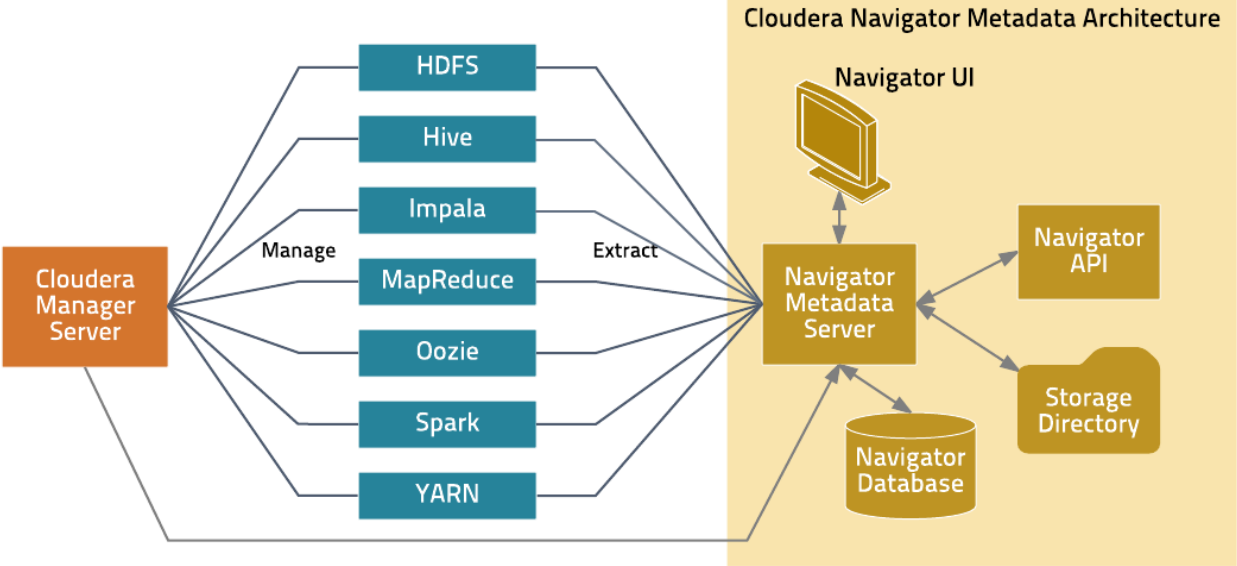 Cloudera Navigator Metadata Architecture
Navigator UI
HDFS
Hive
Impala
Manage
Extract
MapReduce
Oozie
Spark
YARN
Cloudera
Manager
Server
Navigator
Metadata
Server
Navigator
API
Storage
Directory
Navigator
Database